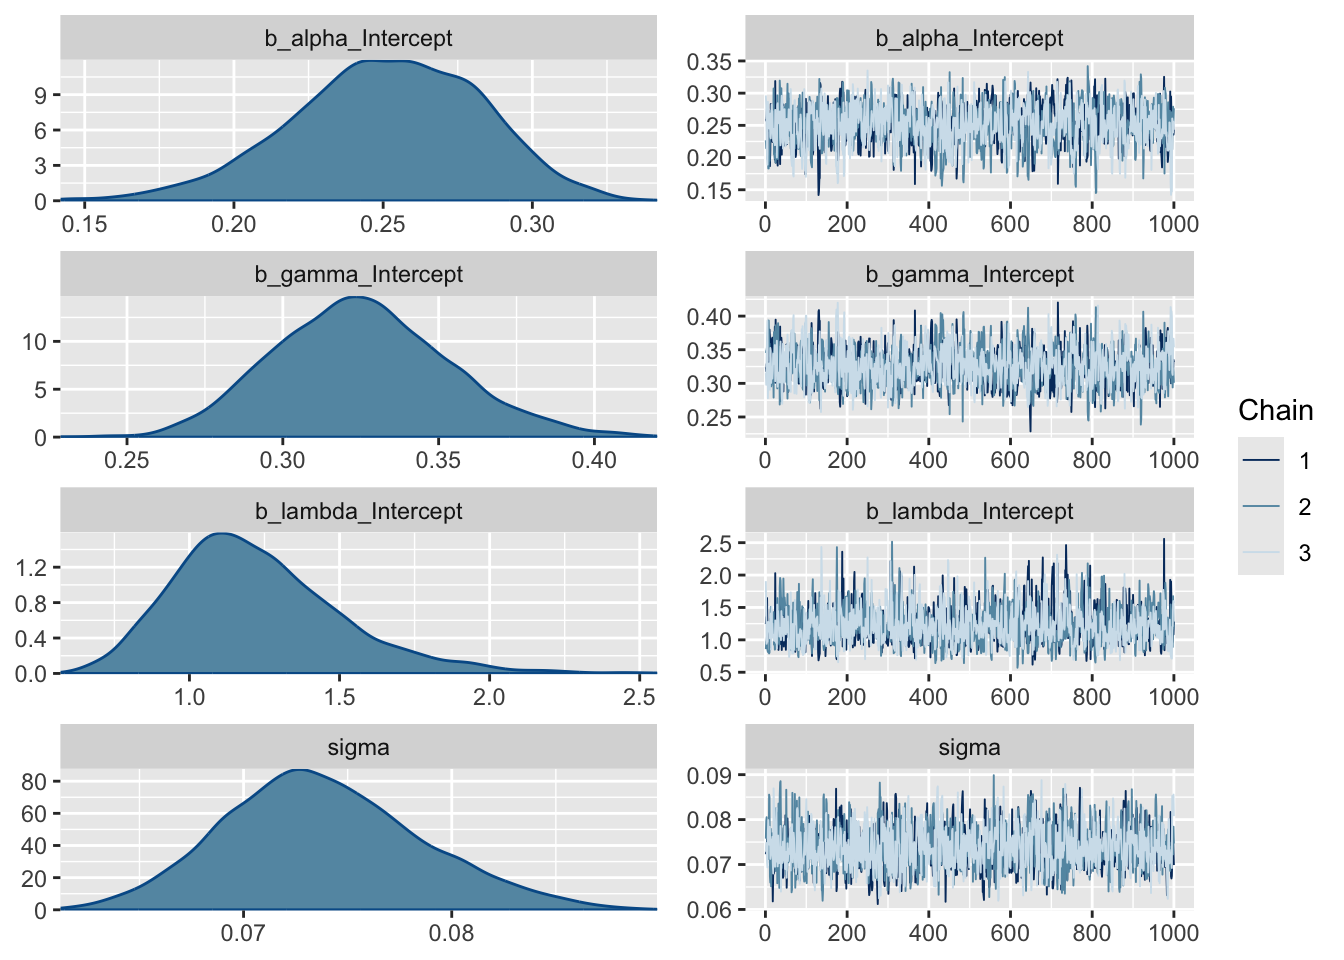 b_alpha_Intercept
9
6
3
0
0.15 0.20 0.25 0.30
b_alpha_Intercept
0.35
0.30
0.25
0.20
0.15
0 200 400 600 800 1000
b_gamma_Intercept
10
5
0
0.25 0.30 0.35 0.40
b_gamma_Intercept
0.40
0.35
0.30
0.25
0 200 400 600 800 1000
b_lambda_Intercept
1.2
0.8
0.4
0.0
1.0 1.5 2.0 2.5
b_lambda_Intercept
2.5
2.0
1.5
1.0
0.5
0 200 400 600 800 1000
sigma
80
60
40
20
0
0.07 0.08
sigma
0.09
0.08
0.07
0.06
0 200 400 600 800 1000
Chain
1
2
3